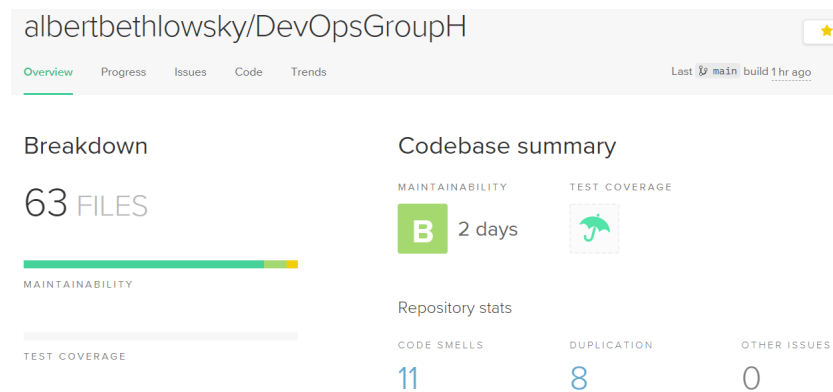 albertbethlowsky/DevOpsGroupH
Overview Progress Issues Code Trends Last main build 1 hr ago
Breakdown
63 FILES
MAINTAINABILITY
TEST COVERAGE
Codebase summary
MAINTAINABILITY TEST COVERAGE
B 2 days
Repository stats
CODE SMELLS DUPLICATION OTHER ISSUES
11 8 0